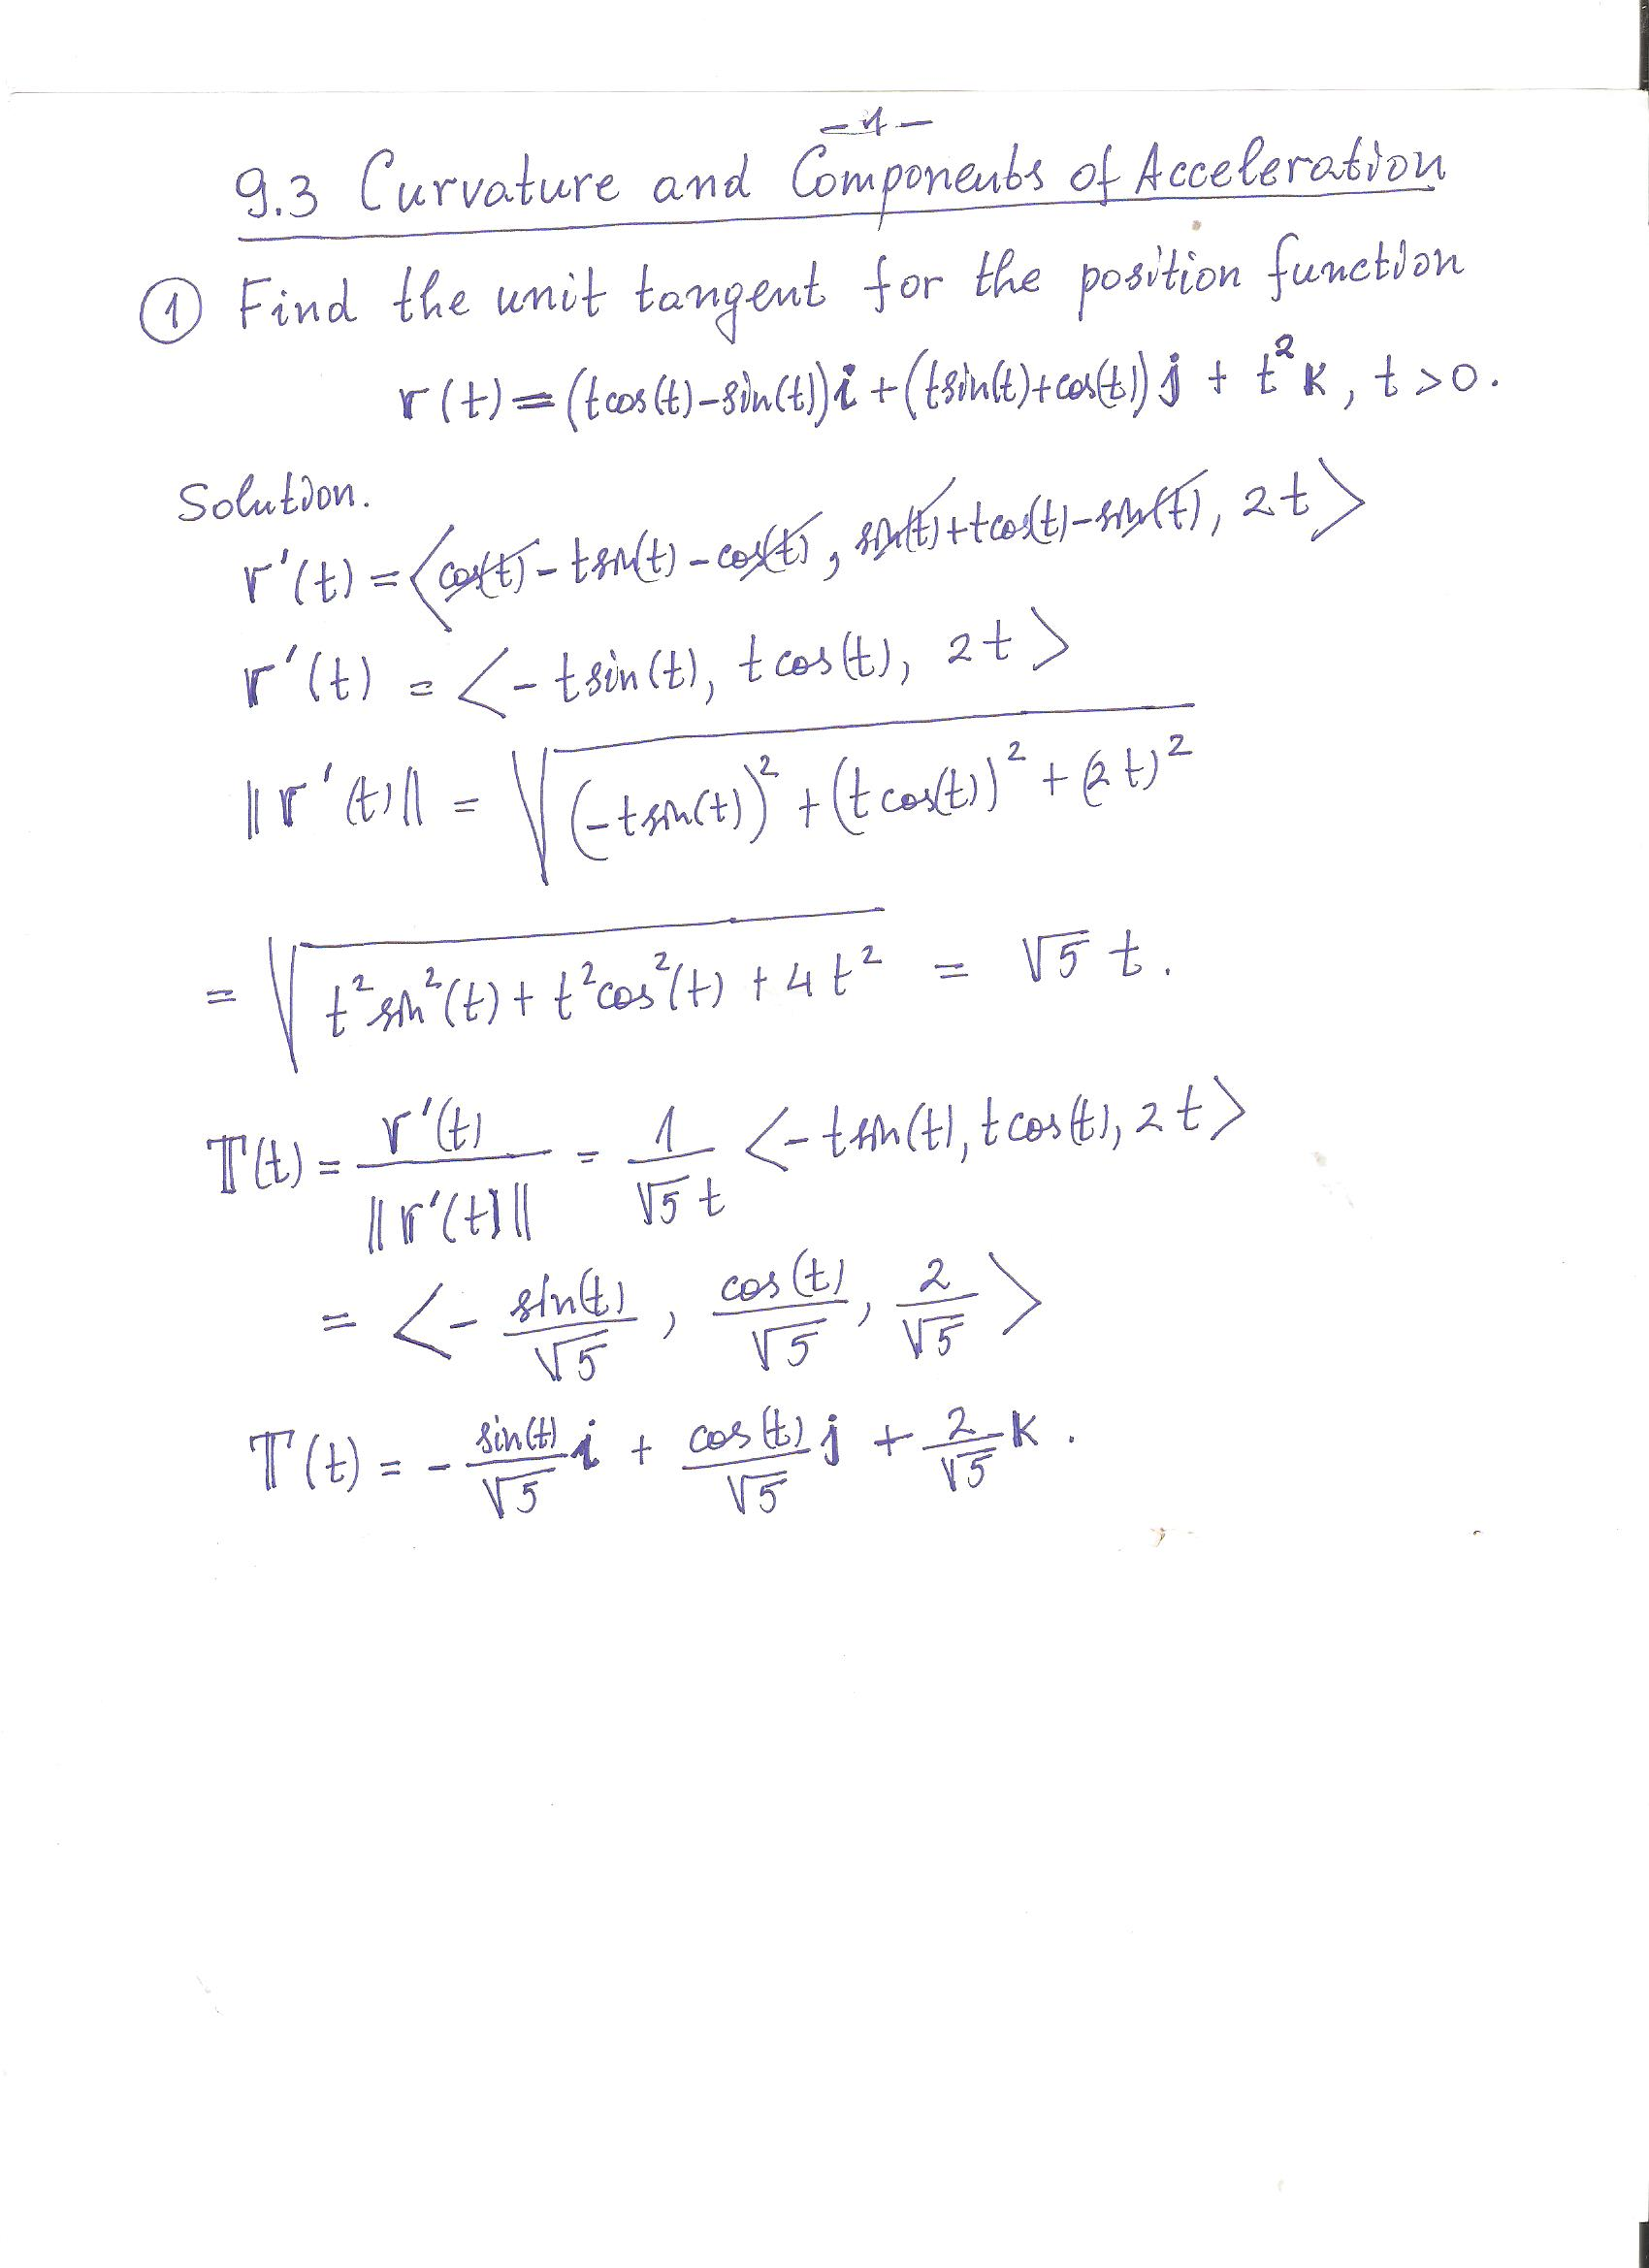 -1-
9.3 Curvature and Components of Acceleration
① Find the unit tangent for the position function
r(t) = (t cos(t) - sin(t)) i + (t sin(t) + cos(t)) j + t² k, t > 0.
Solution.
r'(t) = < cos(t) - t sin(t) - cos(t), sin(t) + t cos(t) - sin(t), 2t >
r'(t) = < - t sin(t), t cos(t), 2t >
||r'(t)|| = √((-t sin(t))² + (t cos(t))² + (2t)²)
= √(t² sin²(t) + t² cos²(t) + 4t²) = √5 t.
T(t) = r'(t) / ||r'(t)|| = 1 / (√5 t) < - t sin(t), t cos(t), 2t >
= < - sin(t)/√5, cos(t)/√5, 2/√5 >
T(t) = - sin(t)/√5 i + cos(t)/√5 j + 2/√5 k.